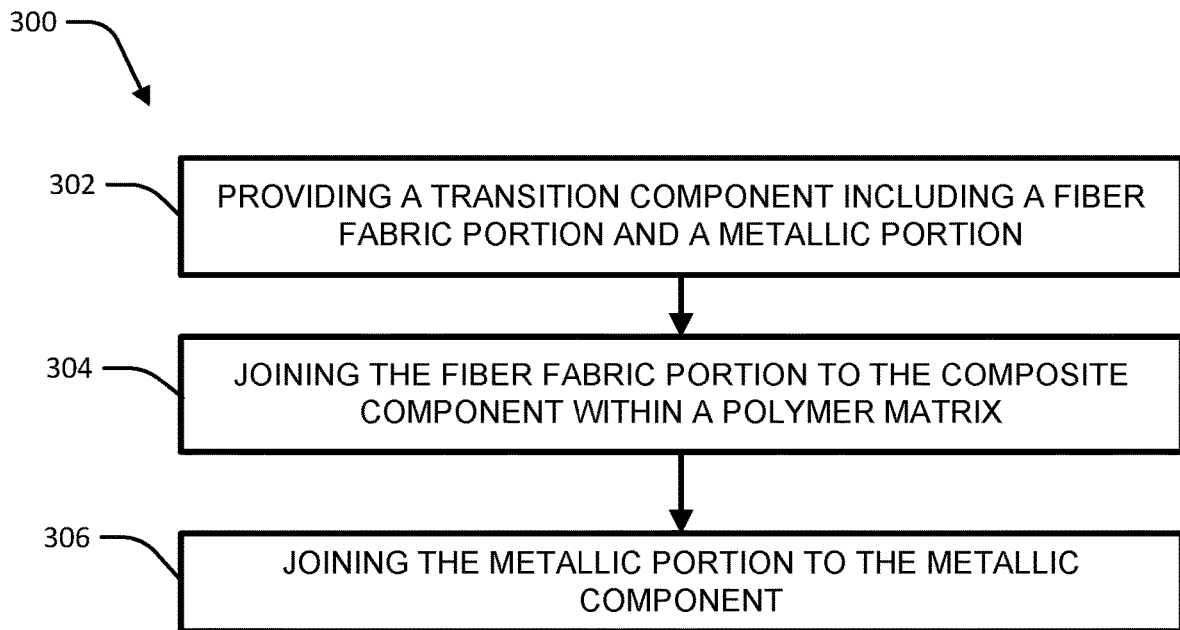 300
302
PROVIDING A TRANSITION COMPONENT INCLUDING A FIBER
FABRIC PORTION AND A METALLIC PORTION
304
JOINING THE FIBER FABRIC PORTION TO THE COMPOSITE
COMPONENT WITHIN A POLYMER MATRIX
306
JOINING THE METALLIC PORTION TO THE METALLIC
COMPONENT